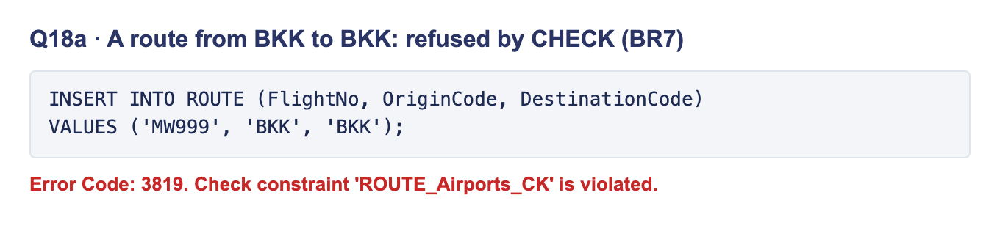 Q18a · A route from BKK to BKK: refused by CHECK (BR7)
INSERT INTO ROUTE (FlightNo, OriginCode, DestinationCode)
VALUES ('MW999', 'BKK', 'BKK');
Error Code: 3819. Check constraint 'ROUTE_Airports_CK' is violated.